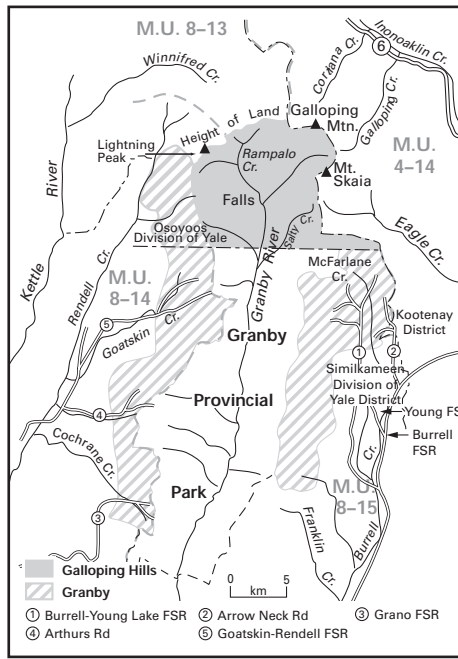 M.U. 8–13
Winnifred Cr.
Cordana Cr.
6
Inonoaklin Cr.
Galloping
Mtn.
Galloping Cr.
Height of Land
Lightning
Peak
Rampalo
Cr.
M.U.
4–14
Mt.
Skaia
Kettle River
Falls
Salty Cr.
Eagle Cr.
Osoyoos
Division of Yale
Granby River
McFarlane
Cr.
Rendell Cr.
M.U.
8–14
Kootenay
District
5
Goatskin Cr.
Granby
1
2
Similkameen
Division of
Yale District
Provincial
Young FS
4
Burrell
FSR
Cochrane Cr.
Park
M.U.
8–15
3
Franklin Cr.
Burrell Cr.
Galloping Hills
Granby
0 5
km
1 Burrell-Young Lake FSR 2 Arrow Neck Rd 3 Grano FSR
4 Arthurs Rd 5 Goatskin-Rendell FSR